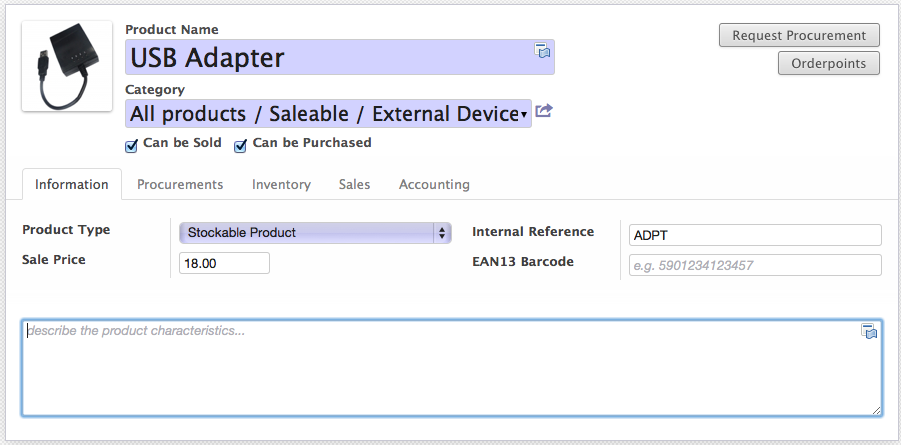 Product Name
USB Adapter
Request Procurement
Orderpoints
Category
All products / Saleable / External Device
Can be Sold Can be Purchased
Information Procurements Inventory Sales Accounting
Product Type Stockable Product Internal Reference ADPT
Sale Price 18.00 EAN13 Barcode e.g. 5901234123457
describe the product characteristics...